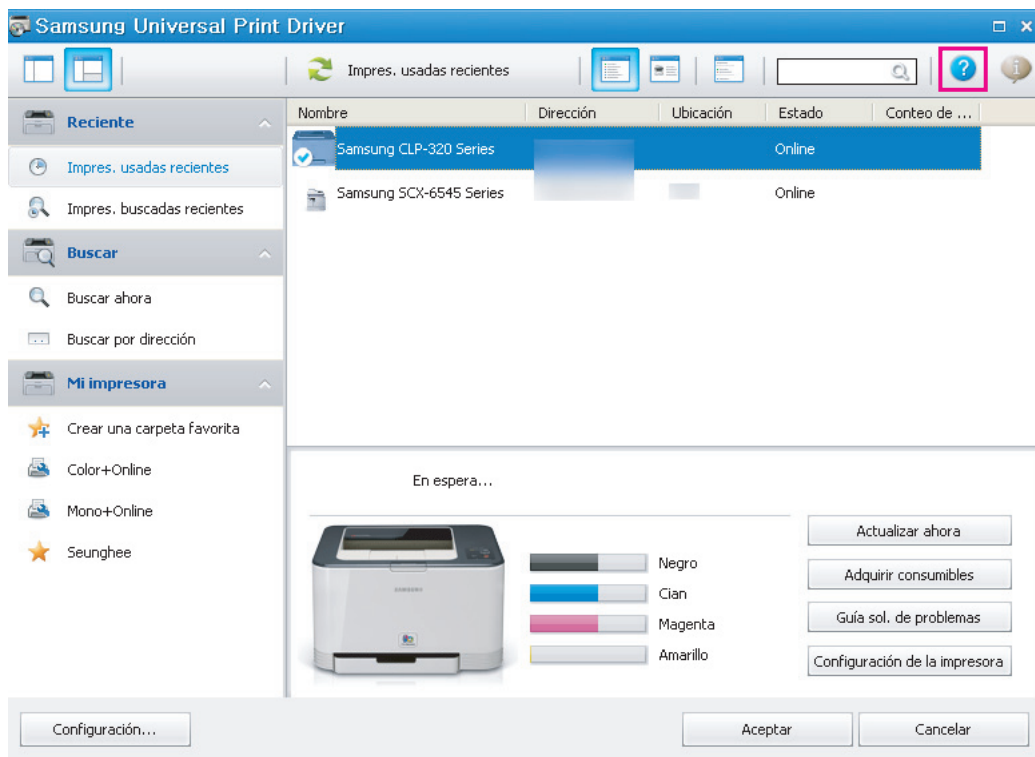 Samsung Universal Print Driver
Impres. usadas recientes
Reciente
Impres. usadas recientes
Impres. buscadas recientes
Buscar
Buscar ahora
Buscar por dirección
Mi impresora
Crear una carpeta favorita
Color+Online
Mono+Online
Seunghee
Nombre Dirección Ubicación Estado Conteo de ...
Samsung CLP-320 Series Online
Samsung SCX-6545 Series Online
En espera...
SAMSUNG
Negro
Cian
Magenta
Amarillo
Actualizar ahora
Adquirir consumibles
Guía sol. de problemas
Configuración de la impresora
Configuración...
Aceptar
Cancelar